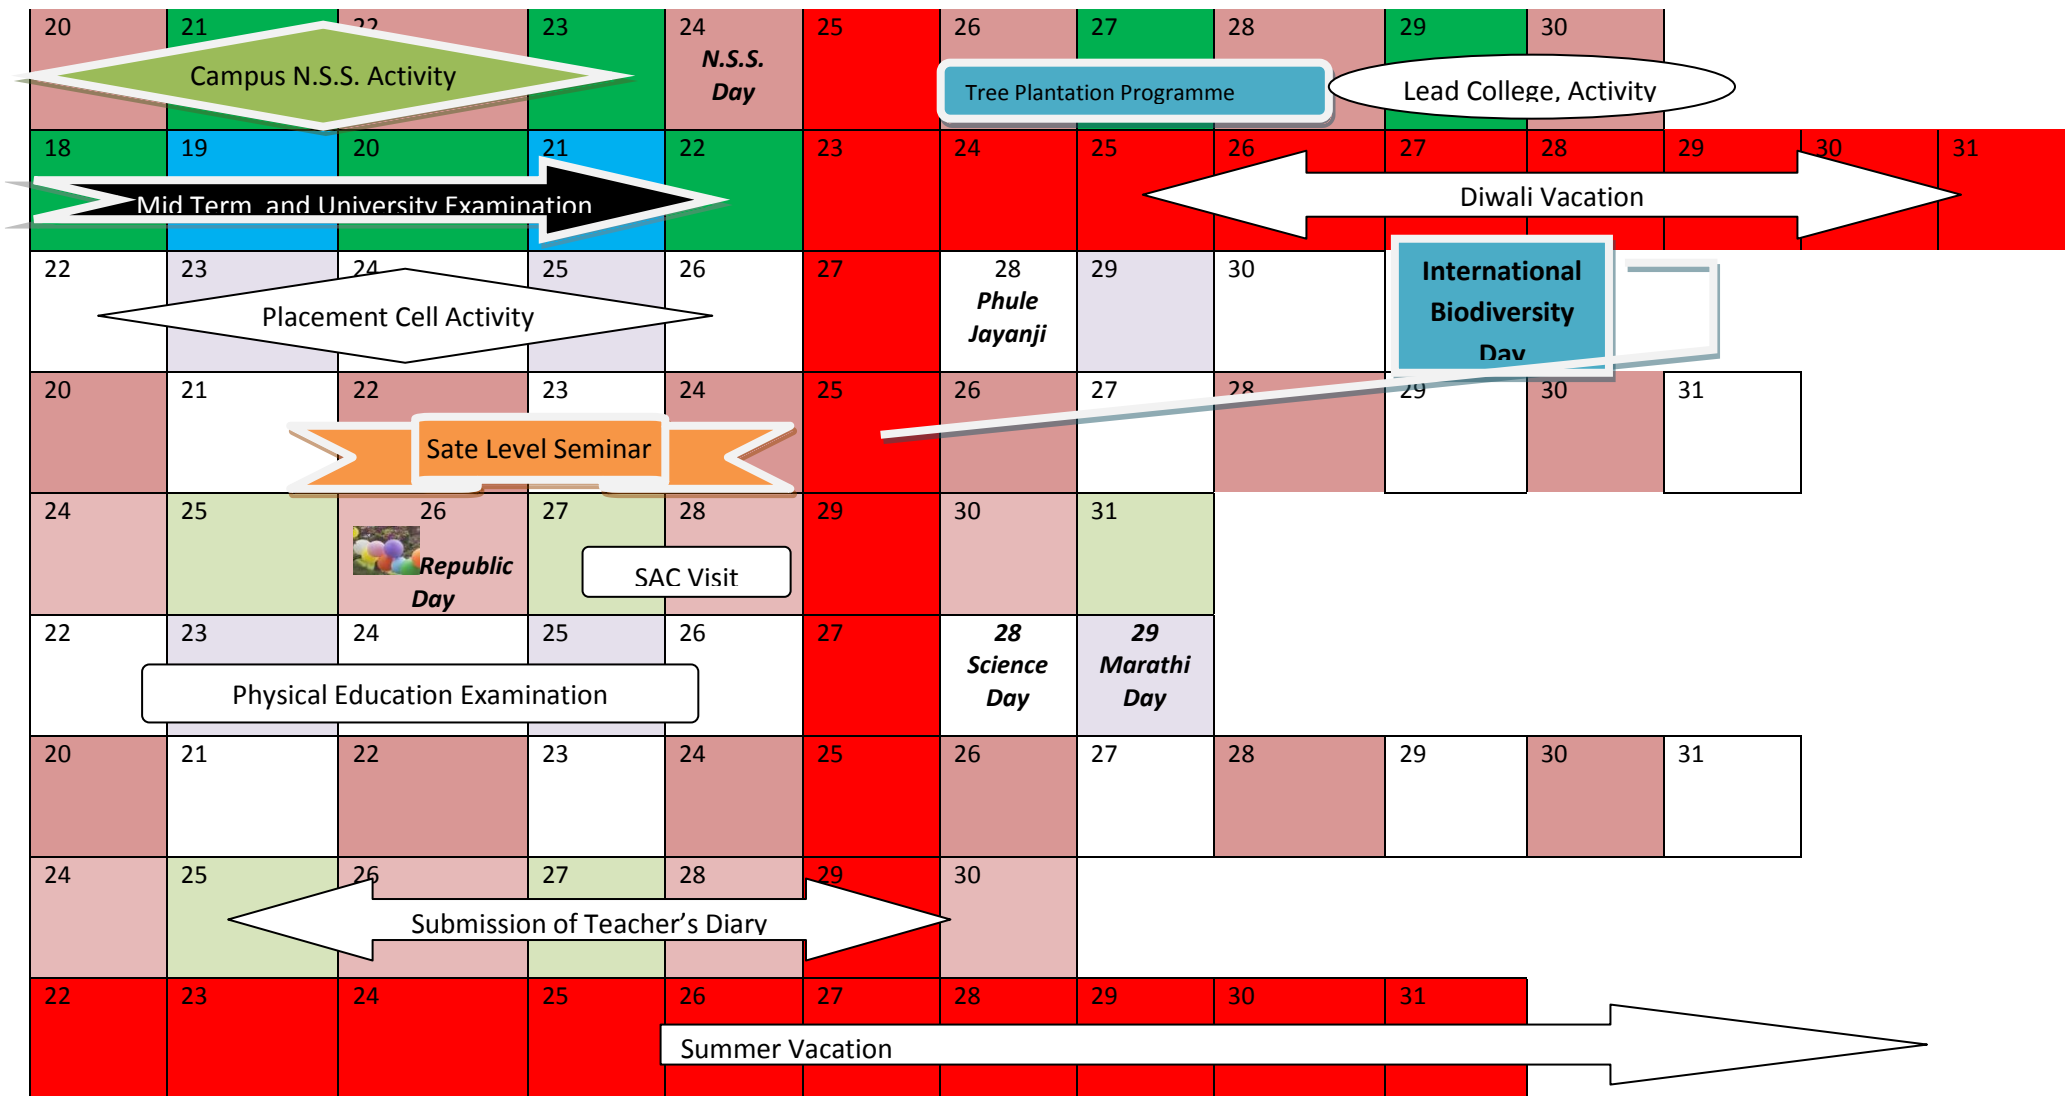 20 21 22 23 24 25 26 27 28 29 30
N.S.S.
Day
Campus N.S.S. Activity
Tree Plantation Programme
Lead College, Activity
18 19 20 21 22 23 24 25 26 27 28 29 30 31
Mid Term and University Examination
Diwali Vacation
22 23 24 25 26 27 28 29 30
Phule
Jayanji
Placement Cell Activity
International
Biodiversity
Day
20 21 22 23 24 25 26 27 28 29 30 31
Sate Level Seminar
24 25 26 27 28 29 30 31
Republic
Day
SAC Visit
22 23 24 25 26 27 28 29
Science
Day
Marathi
Day
Physical Education Examination
20 21 22 23 24 25 26 27 28 29 30 31
24 25 26 27 28 29 30
Submission of Teacher’s Diary
22 23 24 25 26 27 28 29 30 31
Summer Vacation